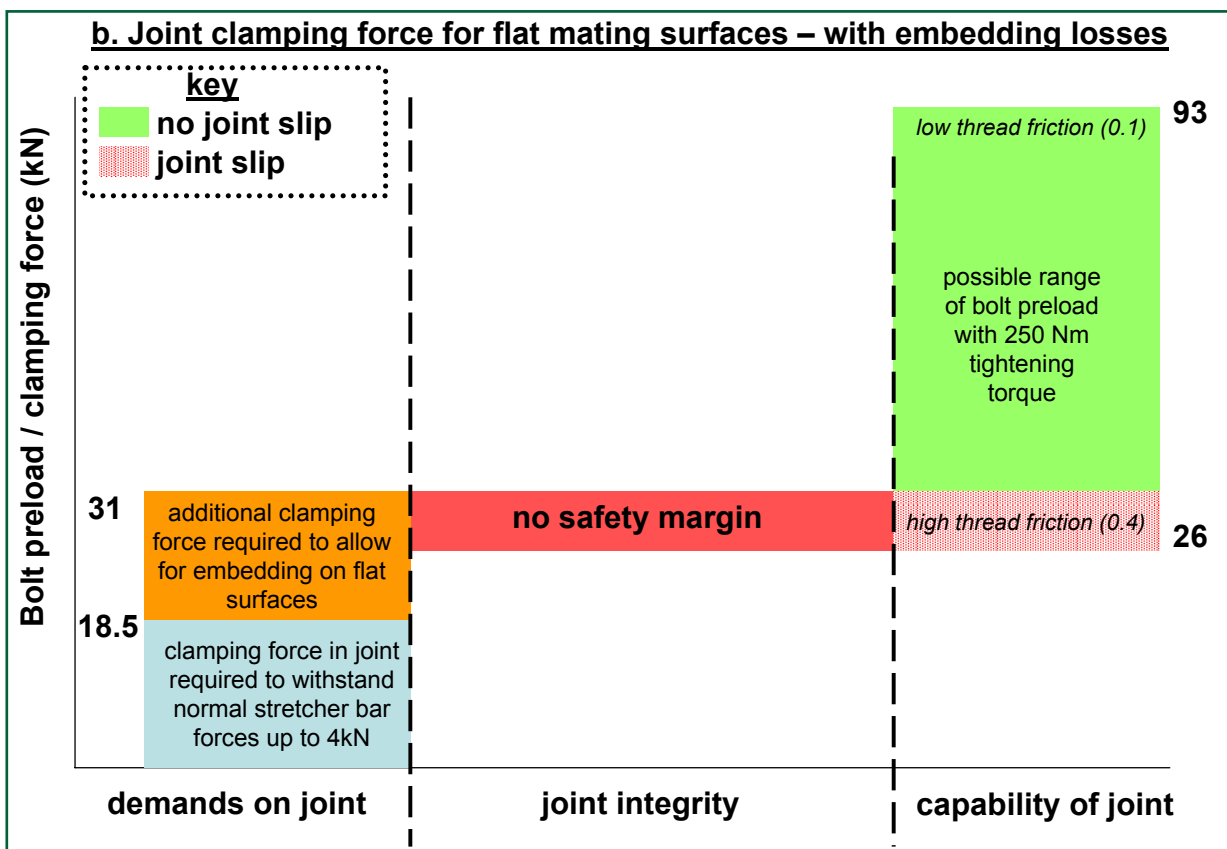 b. Joint clamping force for flat mating surfaces – with embedding losses
key
no joint slip
joint slip
Bolt preload / clamping force (kN)
93
low thread friction (0.1)
possible range
of bolt preload
with 250 Nm
tightening
torque
31
additional clamping
force required to allow
for embedding on flat
surfaces
no safety margin
high thread friction (0.4)
26
18.5
clamping force in joint
required to withstand
normal stretcher bar
forces up to 4kN
demands on joint
joint integrity
capability of joint